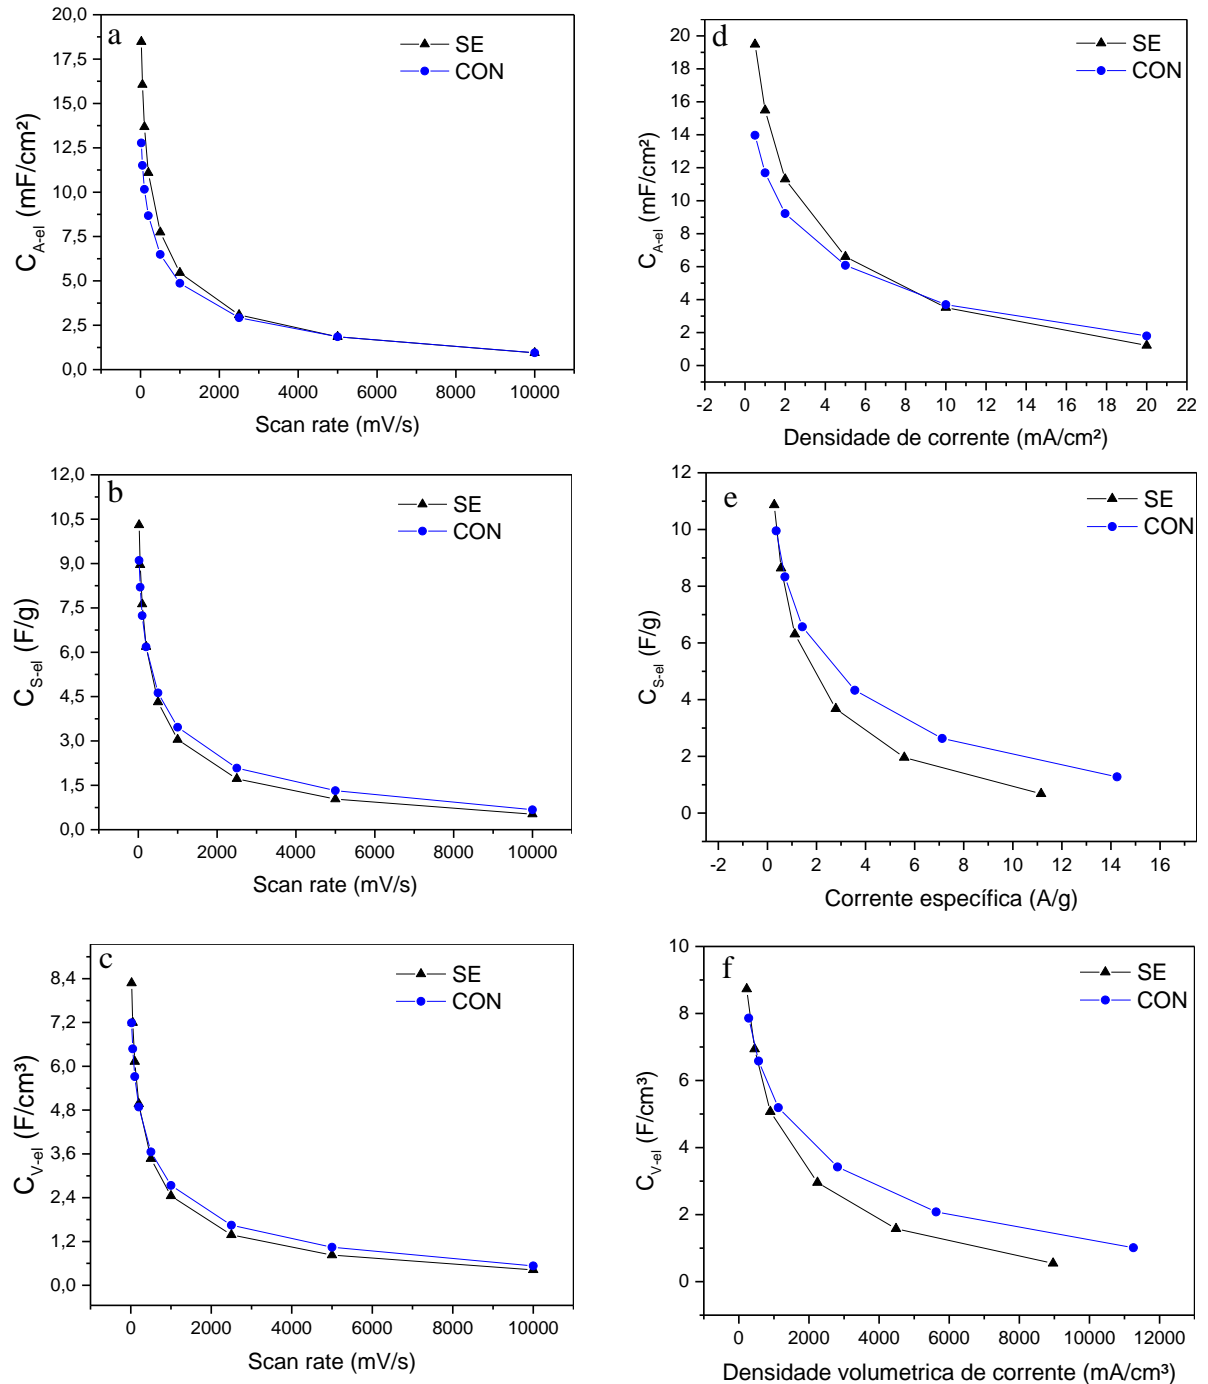 a
SE
CON
20,0
17,5
15,0
12,5
10,0
7,5
5,0
2,5
0,0
C_A-el (mF/cm²)
0 2000 4000 6000 8000 10000
Scan rate (mV/s)
d
SE
CON
20
18
16
14
12
10
8
6
4
2
0
C_A-el (mF/cm²)
-2 0 2 4 6 8 10 12 14 16 18 20 22
Densidade de corrente (mA/cm²)
b
SE
CON
12,0
10,5
9,0
7,5
6,0
4,5
3,0
1,5
0,0
C_S-el (F/g)
0 2000 4000 6000 8000 10000
Scan rate (mV/s)
e
SE
CON
12
10
8
6
4
2
0
C_S-el (F/g)
-2 0 2 4 6 8 10 12 14 16
Corrente específica (A/g)
c
SE
CON
8,4
7,2
6,0
4,8
3,6
2,4
1,2
0,0
C_V-el (F/cm³)
0 2000 4000 6000 8000 10000
Scan rate (mV/s)
f
SE
CON
10
8
6
4
2
0
C_V-el (F/cm³)
0 2000 4000 6000 8000 10000 12000
Densidade volumetrica de corrente (mA/cm³)